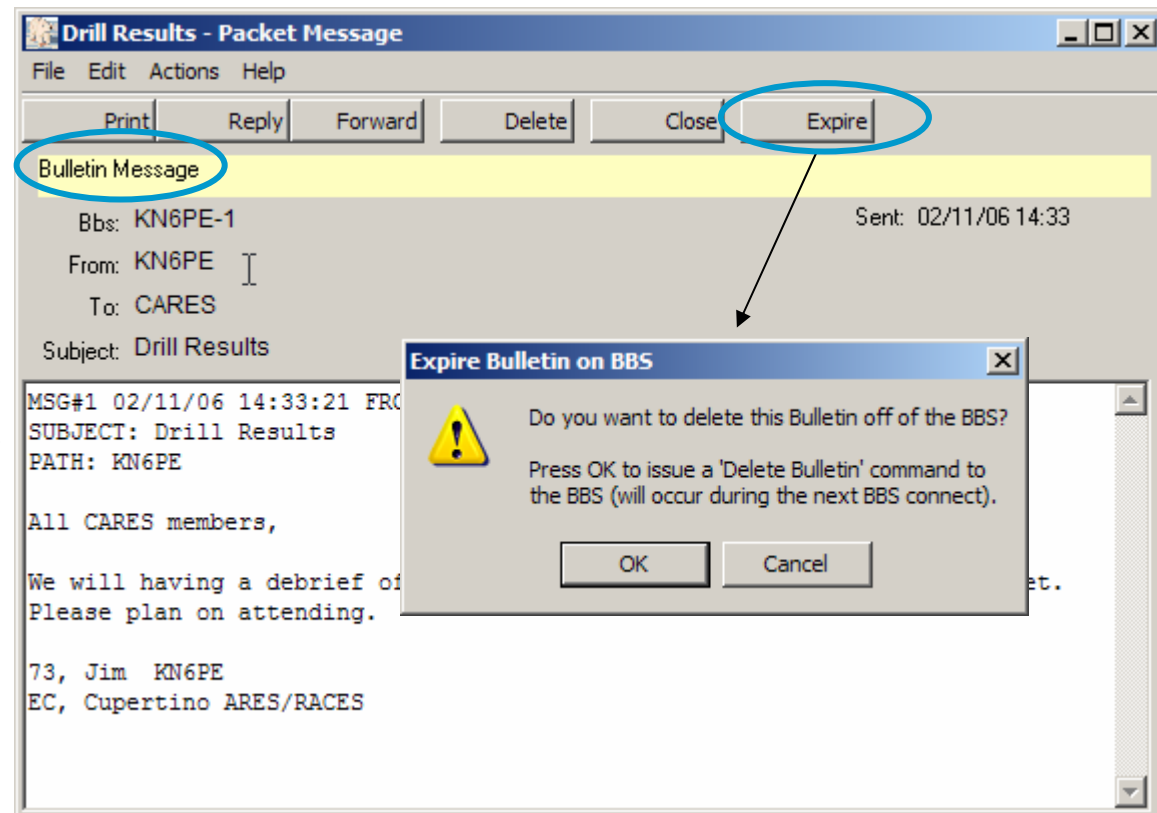 Drill Results - Packet Message
File Edit Actions Help
Print Reply Forward Delete Close Expire
Bulletin Message
Bbs: KN6PE-1 Sent: 02/11/06 14:33
From: KN6PE
To: CARES
Subject: Drill Results
MSG#1 02/11/06 14:33:21
SUBJECT: Drill Results
PATH: KN6PE
All CARES members,
We will having a debrief
Please plan on attending.
73, Jim KN6PE
EC, Cupertino ARES/RACES
Expire Bulletin on BBS
Do you want to delete this Bulletin off of the BBS?
Press OK to issue a 'Delete Bulletin' command to
the BBS (will occur during the next BBS connect).
OK Cancel